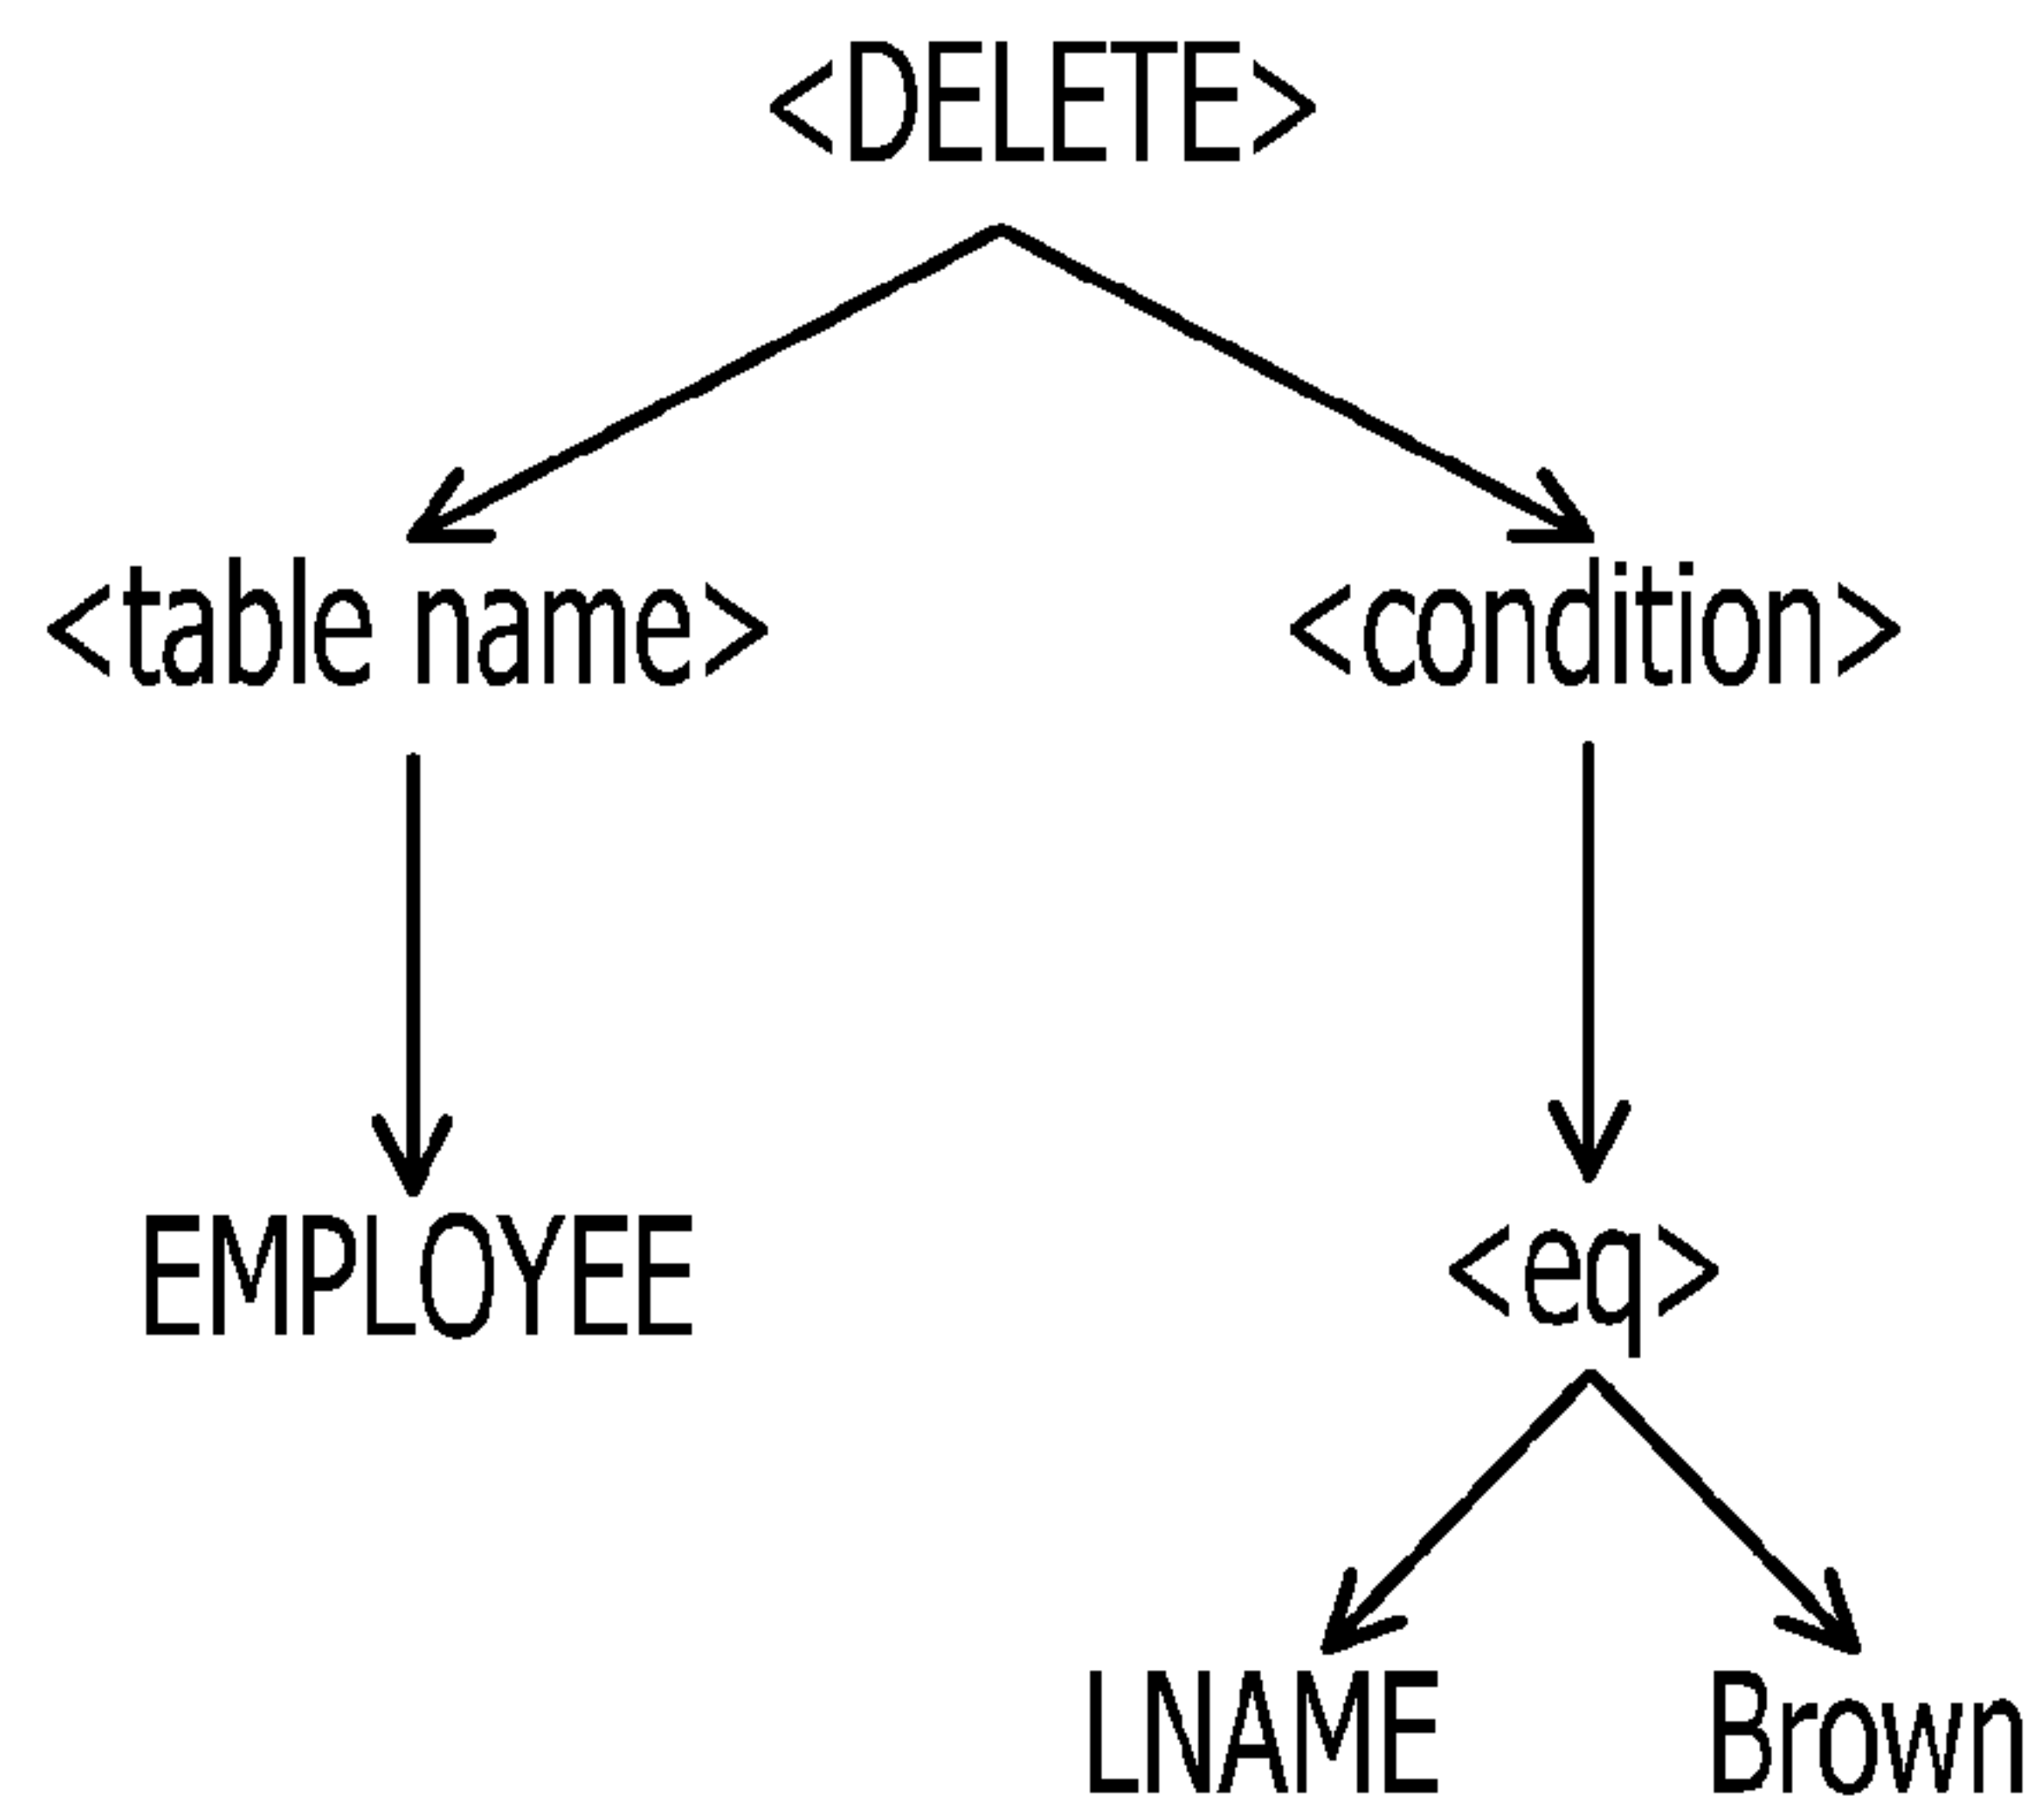 <DELETE>
<table name>
<condition>
EMPLOYEE
<eq>
LNAME
Brown